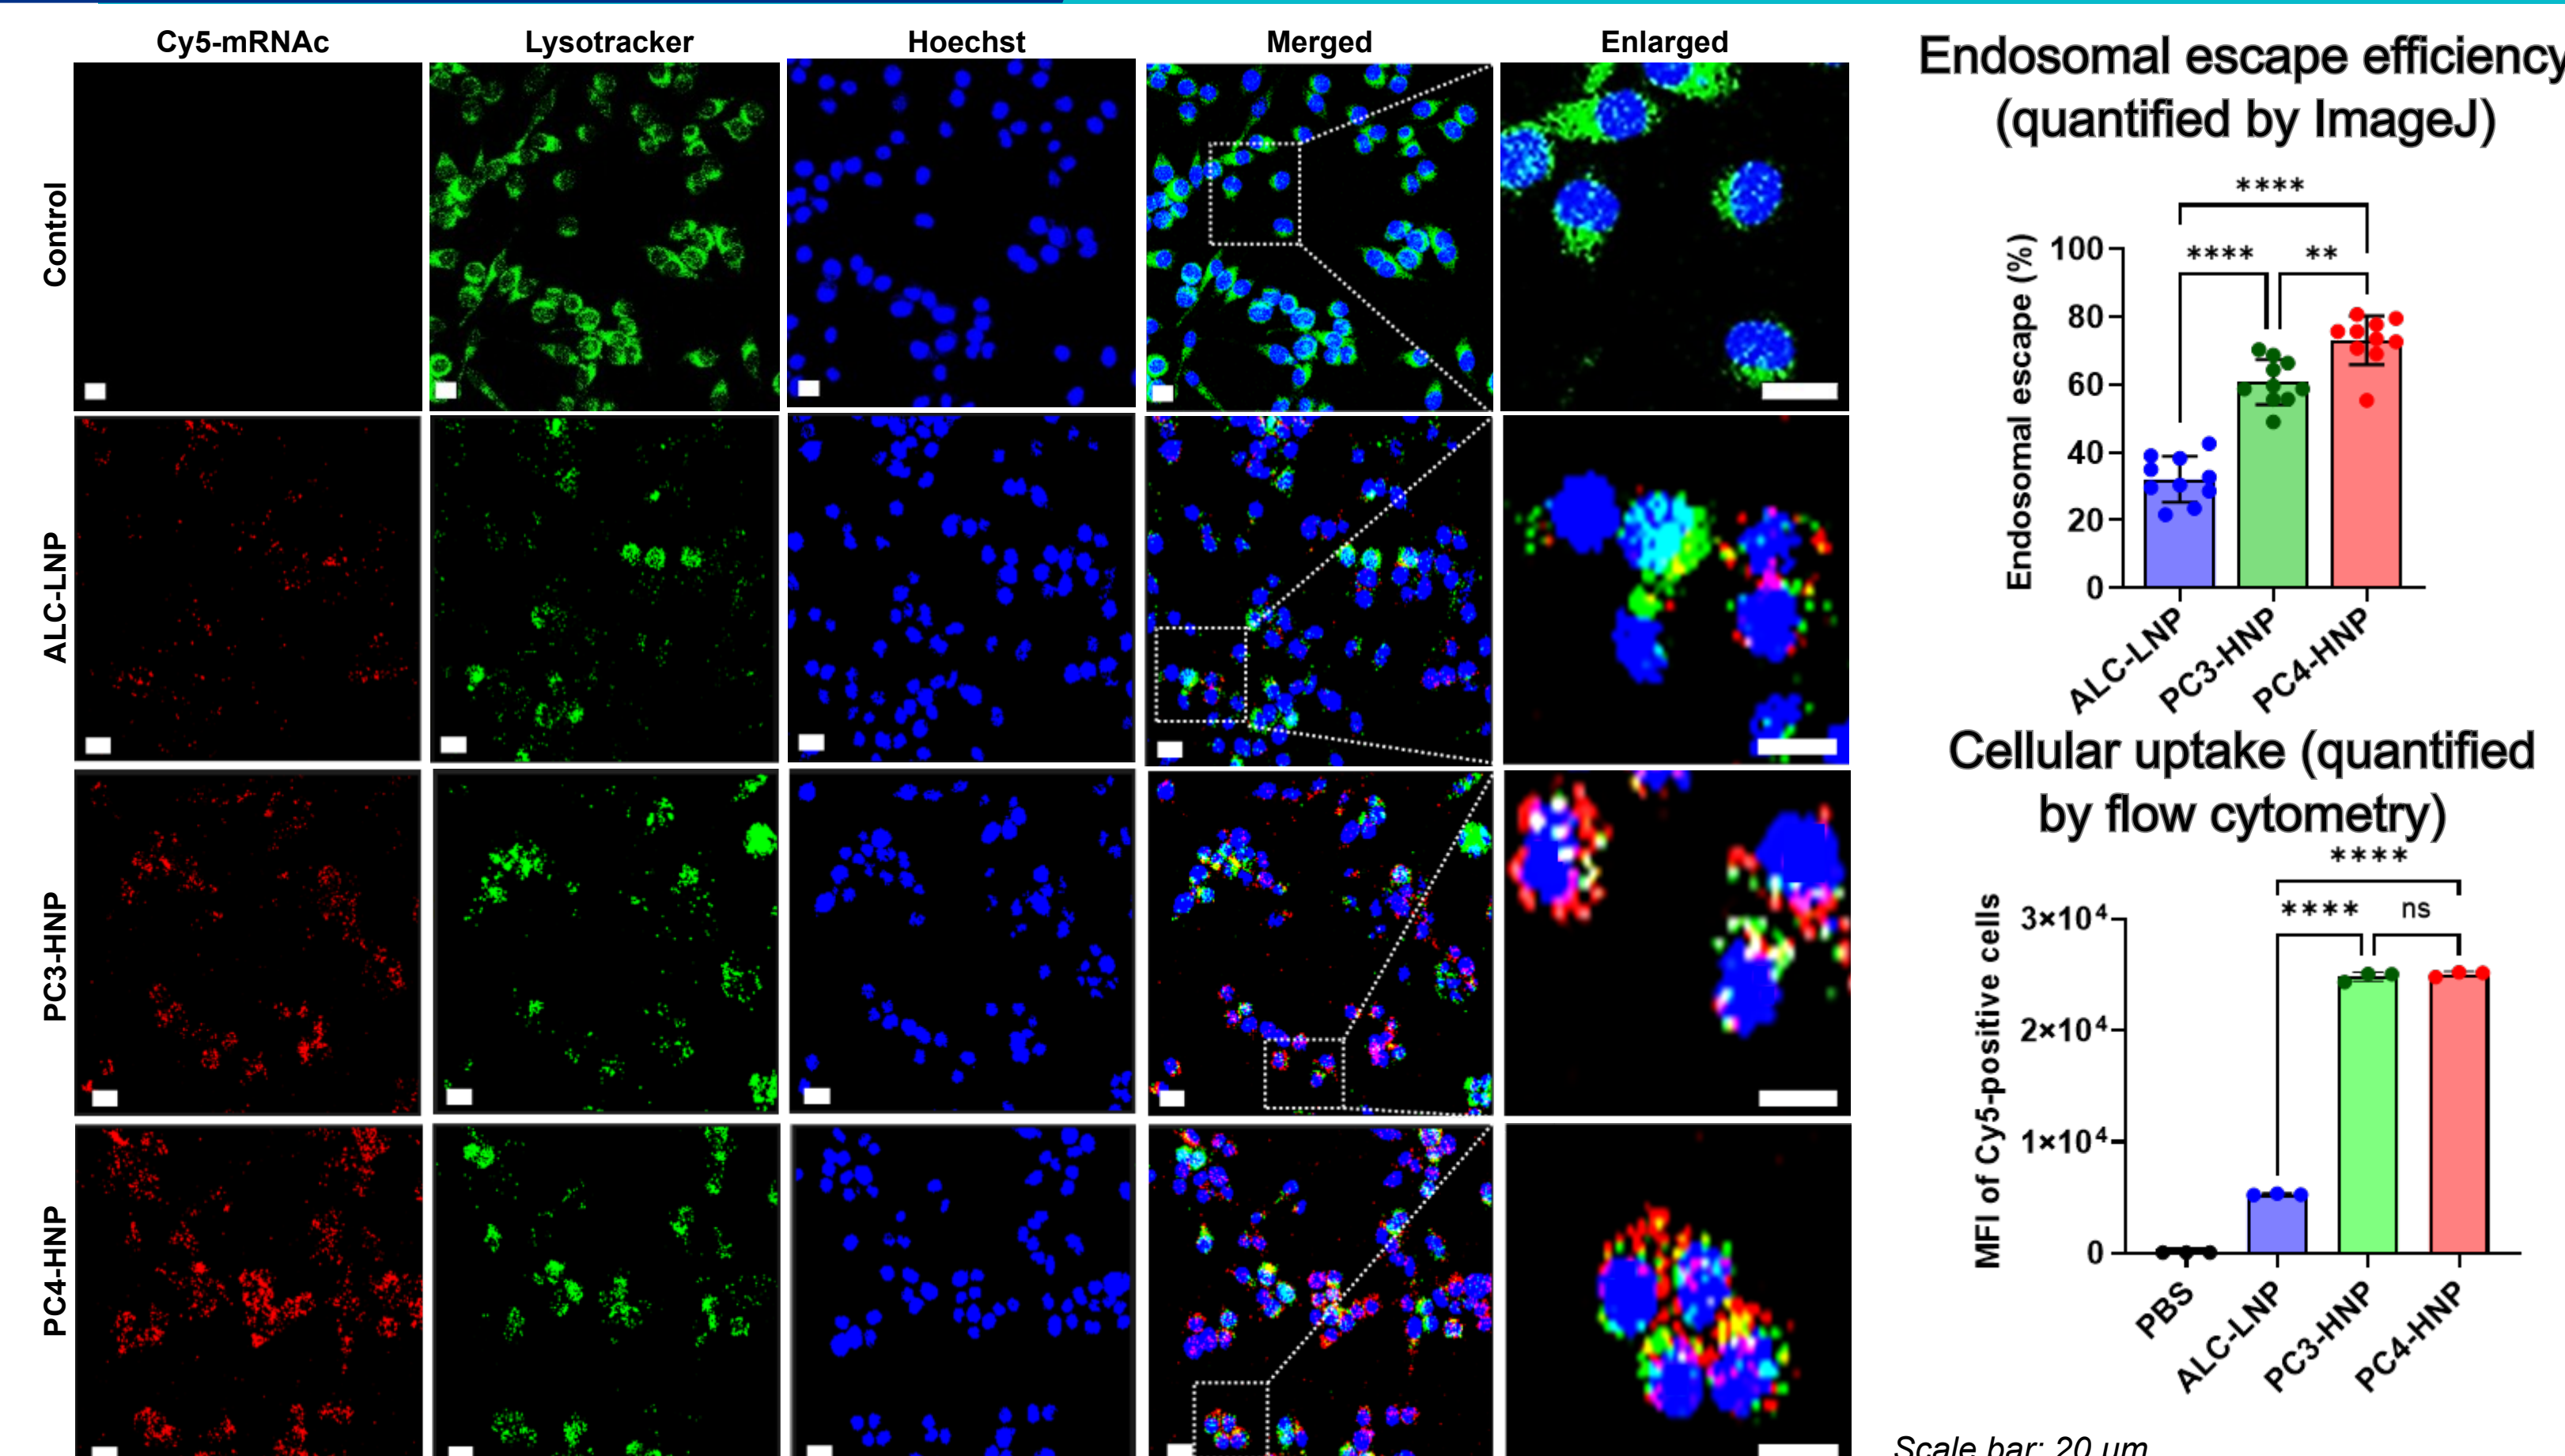 Cy5-mRNAc
Lysotracker
Hoechst
Merged
Enlarged
Control
ALC-LNP
PC3-HNP
PC4-HNP
Endosomal escape efficiency
(quantified by ImageJ)
****
**** **
Endosomal escape (%)
100
80
60
40
20
0
ALC-LNP
PC3-HNP
PC4-HNP
Cellular uptake (quantified
by flow cytometry)
****
**** ns
MFI of Cy5-positive cells
3×10⁴
2×10⁴
1×10⁴
0
PBS
ALC-LNP
PC3-HNP
PC4-HNP
Scale bar: 20 um